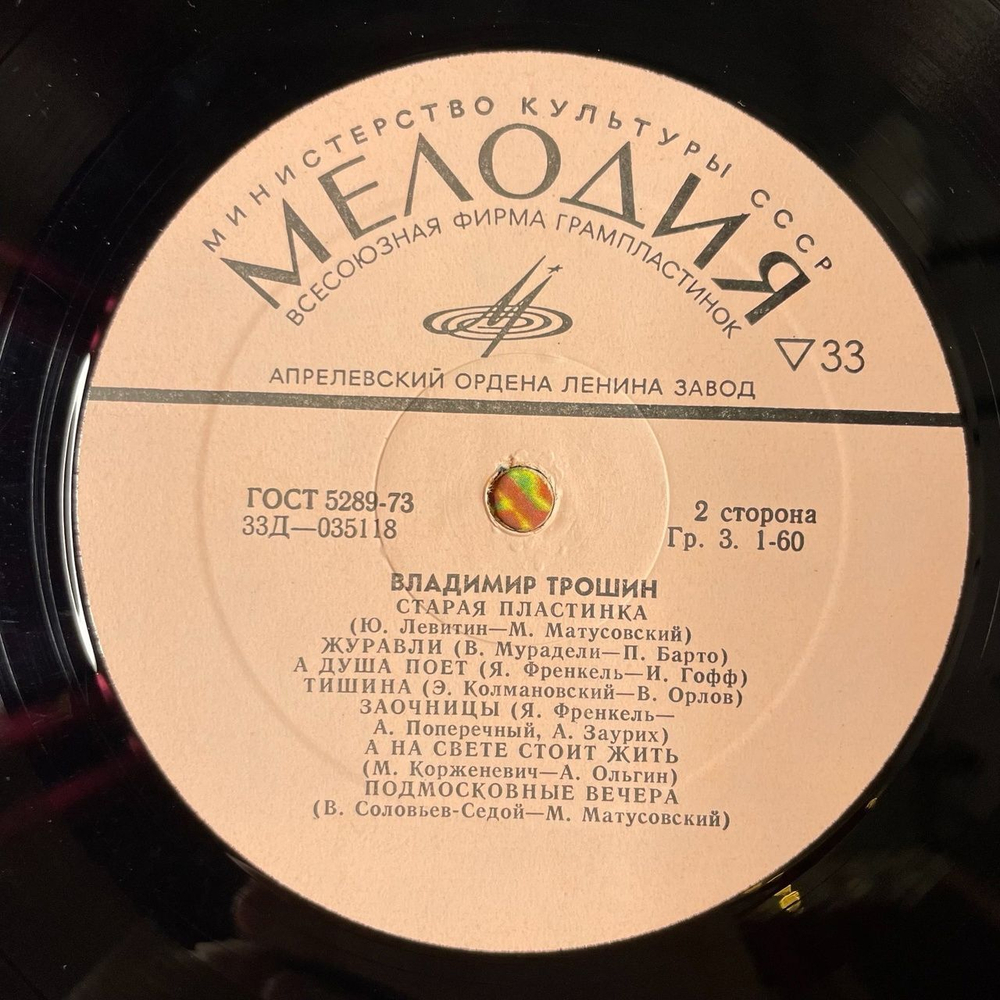 МИНИСТЕРСТВО КУЛЬТУРЫ СССР
МЕЛОДИЯ
ВСЕСОЮЗНАЯ ФИРМА ГРАМПЛАСТИНОК
▽33
АПРЕЛЕВСКИЙ ОРДЕНА ЛЕНИНА ЗАВОД
ГОСТ 5289-73
33Д—035118
2 сторона
Гр. 3. 1-60
ВЛАДИМИР ТРОШИН
СТАРАЯ ПЛАСТИНКА
(Ю. Левитин—М. Матусовский)
ЖУРАВЛИ (В. Мурадели—П. Барто)
А ДУША ПОЕТ (Я. Френкель—И. Гофф)
ТИШИНА (Э. Колмановский—В. Орлов)
ЗАОЧНИЦЫ (Я. Френкель—
А. Поперечный, А. Заурих)
А НА СВЕТЕ СТОИТ ЖИТЬ
(М. Корженевич—А. Ольгин)
ПОДМОСКОВНЫЕ ВЕЧЕРА
(В. Соловьев-Седой—М. Матусовский)